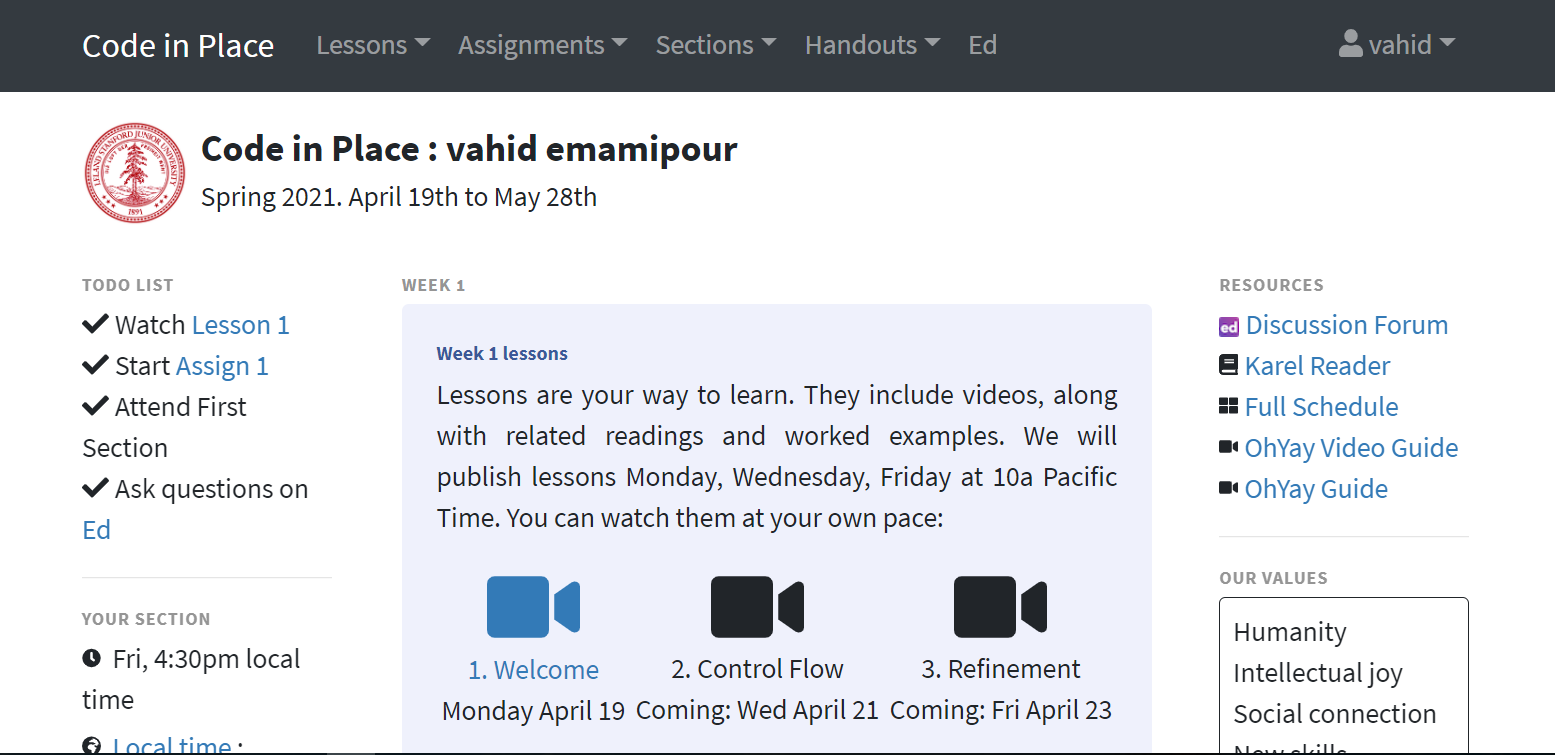 Code in Place Lessons Assignments Sections Handouts Ed vahid
Code in Place : vahid emamipour
Spring 2021. April 19th to May 28th
TODO LIST
Watch Lesson 1
Start Assign 1
Attend First
Section
Ask questions on
Ed
YOUR SECTION
Fri, 4:30pm local
time
Local time :
WEEK 1
Week 1 lessons
Lessons are your way to learn. They include videos, along
with related readings and worked examples. We will
publish lessons Monday, Wednesday, Friday at 10a Pacific
Time. You can watch them at your own pace:
1. Welcome
Monday April 19
2. Control Flow
Coming: Wed April 21
3. Refinement
Coming: Fri April 23
RESOURCES
ed Discussion Forum
Karel Reader
Full Schedule
OhYay Video Guide
OhYay Guide
OUR VALUES
Humanity
Intellectual joy
Social connection
New skills